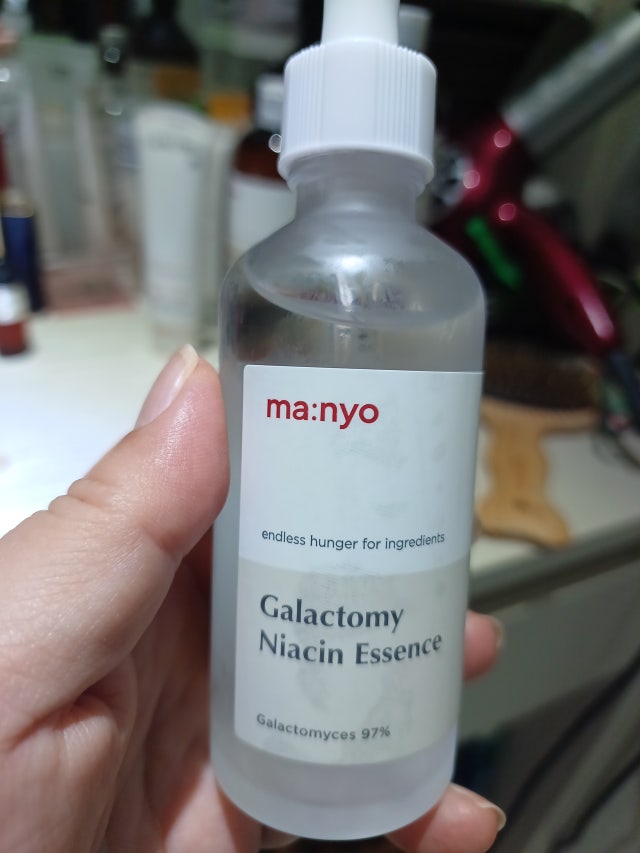 ma:nyo
endless hunger for ingredients
Galactomy
Niacin Essence
Galactomyces 97%